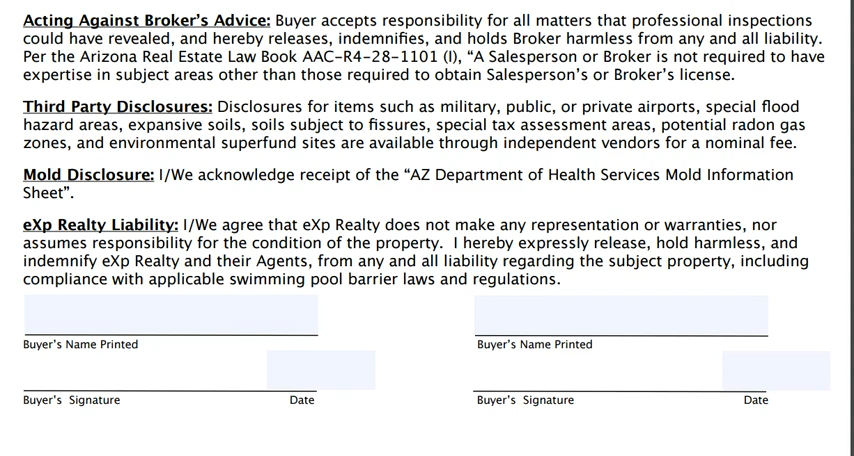 Acting Against Broker's Advice: Buyer accepts responsibility for all matters that professional inspections
could have revealed, and hereby releases, indemnifies, and holds Broker harmless from any and all liability.
Per the Arizona Real Estate Law Book AAC-R4-28-1101 (I), "A Salesperson or Broker is not required to have
expertise in subject areas other than those required to obtain Salesperson's or Broker's license.
Third Party Disclosures: Disclosures for items such as military, public, or private airports, special flood
hazard areas, expansive soils, soils subject to fissures, special tax assessment areas, potential radon gas
zones, and environmental superfund sites are available through independent vendors for a nominal fee.
Mold Disclosure: I/We acknowledge receipt of the "AZ Department of Health Services Mold Information
Sheet".
eXp Realty Liability: I/We agree that eXp Realty does not make any representation or warranties, nor
assumes responsibility for the condition of the property. I hereby expressly release, hold harmless, and
indemnify eXp Realty and their Agents, from any and all liability regarding the subject property, including
compliance with applicable swimming pool barrier laws and regulations.
Buyer's Name Printed Buyer's Name Printed
Buyer's Signature Date Buyer's Signature Date